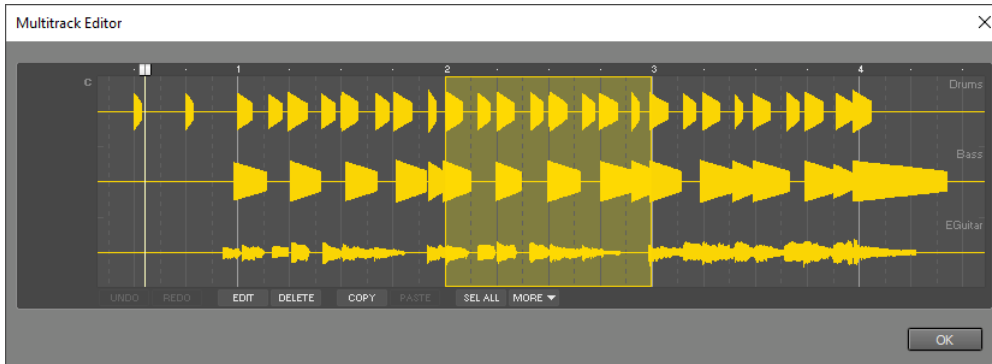 Multitrack Editor
1 2 3 4
C
Drums
Bass
EGuitar
UNDO REDO EDIT DELETE COPY PASTE SEL ALL MORE
OK